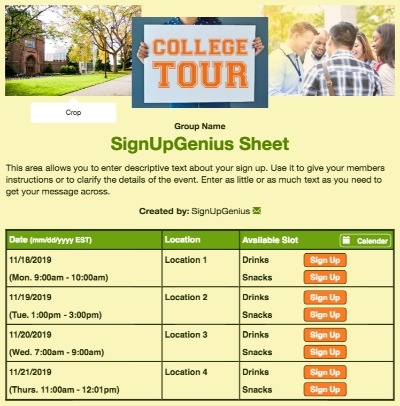 COLLEGE
TOUR
Crop
Group Name
SignUpGenius Sheet
This area allows you to enter descriptive text about your sign up. Use it to give your members
instructions or to clarify the details of the event. Enter as little or as much text as you need to
get your message across.
Created by: SignUpGenius
Date (mm/dd/yyyy EST) Location Available Slot Calendar
11/18/2019 Location 1 Drinks Sign Up
(Mon. 9:00am - 10:00am) Snacks Sign Up
11/19/2019 Location 2 Drinks Sign Up
(Tue. 1:00pm - 3:00pm) Snacks Sign Up
11/20/2019 Location 3 Drinks Sign Up
(Wed. 7:00am - 9:00am) Snacks Sign Up
11/21/2019 Location 4 Drinks Sign Up
(Thurs. 11:00am - 12:01pm) Snacks Sign Up